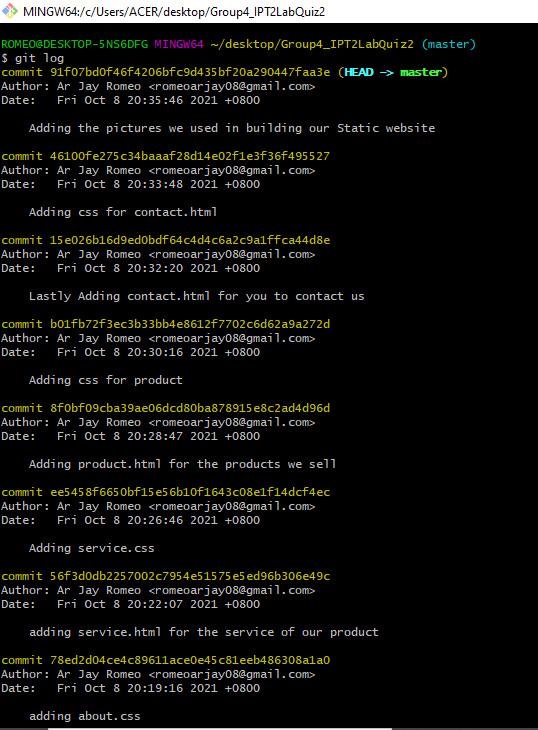 MINGW64:/c/Users/ACER/desktop/Group4_IPT2LabQuiz2
ROMEO@DESKTOP-5NS6DFG MINGW64 ~/desktop/Group4_IPT2LabQuiz2 (master)
$ git log
commit 91f07bd0f46f4206bfc9d435bf20a290447faa3e (HEAD -> master)
Author: Ar Jay Romeo <romeoarjay08@gmail.com>
Date:   Fri Oct 8 20:35:46 2021 +0800
    Adding the pictures we used in building our Static website
commit 46100fe275c34baaaf28d14e02f1e3f36f495527
Author: Ar Jay Romeo <romeoarjay08@gmail.com>
Date:   Fri Oct 8 20:33:48 2021 +0800
    Adding css for contact.html
commit 15e026b16d9ed0bdf64c4d4c6a2c9a1ffca44d8e
Author: Ar Jay Romeo <romeoarjay08@gmail.com>
Date:   Fri Oct 8 20:32:20 2021 +0800
    Lastly Adding contact.html for you to contact us
commit b01fb72f3ec3b33bb4e8612f7702c6d62a9a272d
Author: Ar Jay Romeo <romeoarjay08@gmail.com>
Date:   Fri Oct 8 20:30:16 2021 +0800
    Adding css for product
commit 8f0bf09cba39ae06dcd80ba878915e8c2ad4d96d
Author: Ar Jay Romeo <romeoarjay08@gmail.com>
Date:   Fri Oct 8 20:28:47 2021 +0800
    Adding product.html for the products we sell
commit ee5458f6650bf15e56b10f1643c08e1f14dcf4ec
Author: Ar Jay Romeo <romeoarjay08@gmail.com>
Date:   Fri Oct 8 20:26:46 2021 +0800
    Adding service.css
commit 56f3d0db2257002c7954e51575e5ed96b306e49c
Author: Ar Jay Romeo <romeoarjay08@gmail.com>
Date:   Fri Oct 8 20:22:07 2021 +0800
    adding service.html for the service of our product
commit 78ed2d04ce4c89611ace0e45c81eeb486308a1a0
Author: Ar Jay Romeo <romeoarjay08@gmail.com>
Date:   Fri Oct 8 20:19:16 2021 +0800
    adding about.css